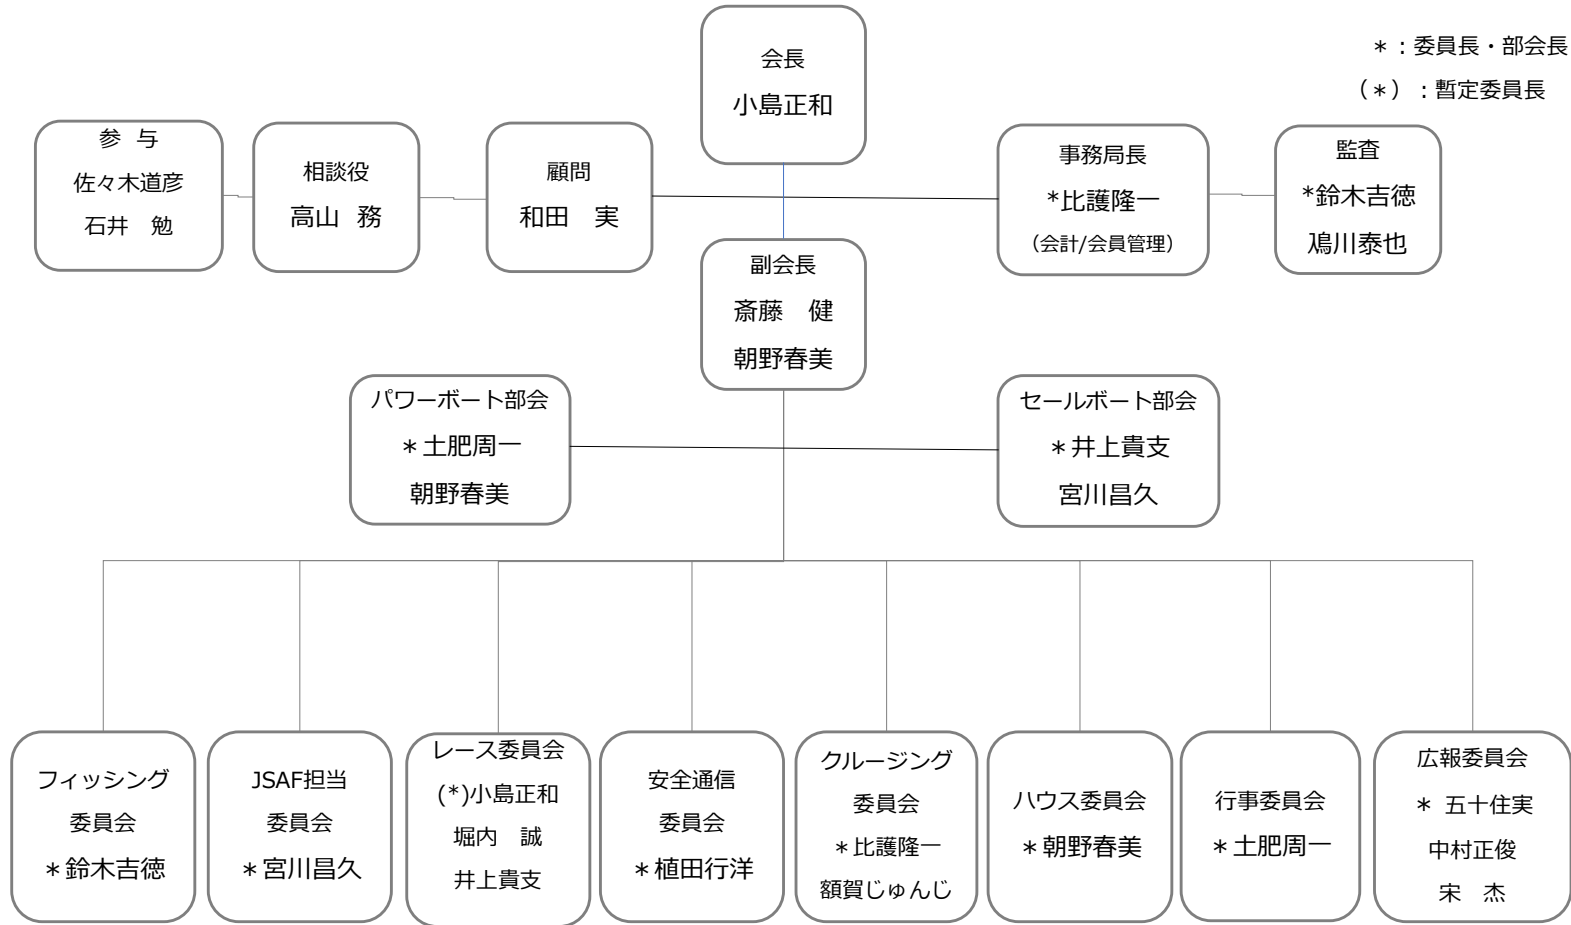 会長
小島正和
＊：委員長・部会長
（＊）：暫定委員長
参 与
佐々木道彦
石井　勉
相談役
高山 務
顧問
和田　実
事務局長
*比護隆一
（会計/会員管理）
監査
*鈴木吉徳
鳰川泰也
副会長
斎藤　健
朝野春美
パワーボート部会
＊土肥周一
朝野春美
セールボート部会
＊井上貴支
宮川昌久
フィッシング
委員会
＊鈴木吉徳
JSAF担当
委員会
＊宮川昌久
レース委員会
(*)小島正和
堀内　誠
井上貴支
安全通信
委員会
＊植田行洋
クルージング
委員会
＊比護隆一
額賀じゅんじ
ハウス委員会
＊朝野春美
行事委員会
＊土肥周一
広報委員会
＊ 五十住実
中村正俊
宋　杰